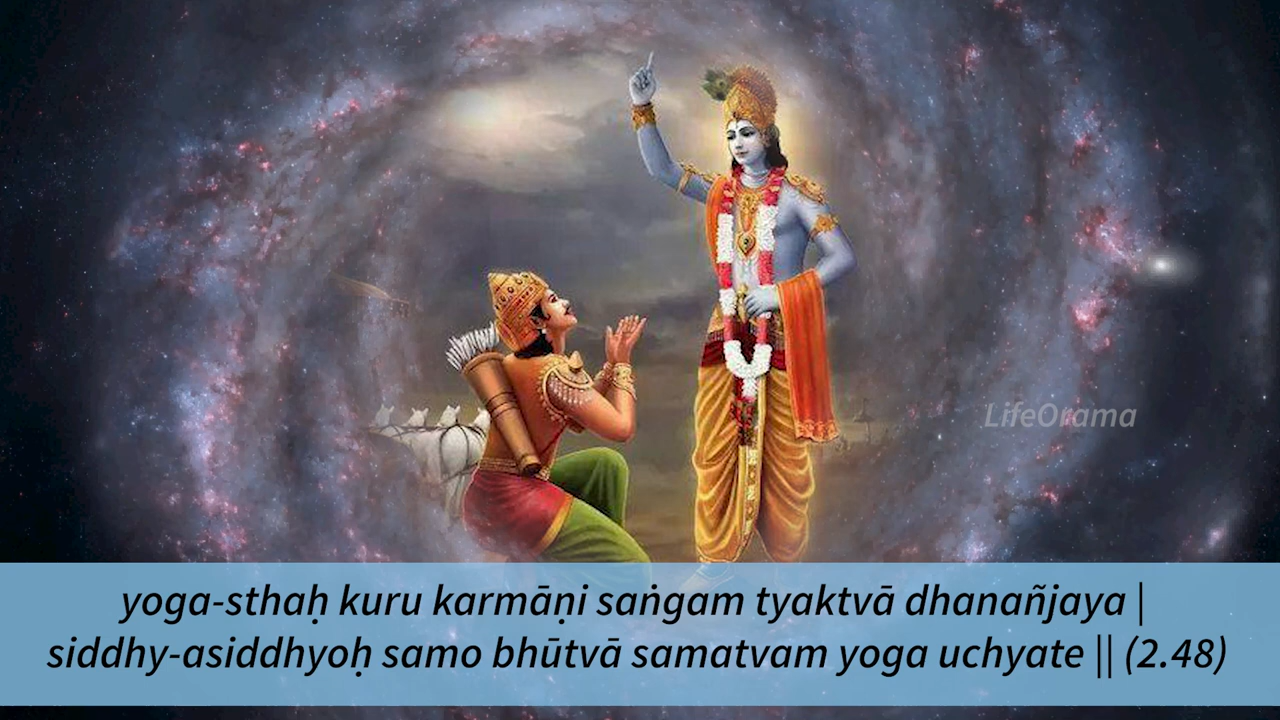 LifeOrama
yoga-sthaḥ kuru karmāṇi saṅgam tyaktvā dhanañjaya |
siddhy-asiddhyoḥ samo bhūtvā samatvam yoga uchyate || (2.48)